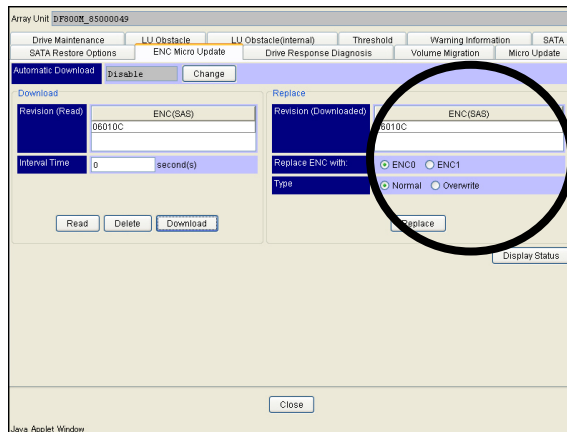 Array Unit DF800M_85000049
Drive Maintenance LU Obstacle LU Obstacle(internal) Threshold Warning Information SATA
SATA Restore Options ENC Micro Update Drive Response Diagnosis Volume Migration Micro Update
Automatic Download Disable Change
Download Replace
Revision (Read) ENC(SAS) Revision (Downloaded) ENC(SAS)
06010C 6010C
Interval Time 0 second(s) Replace ENC with: ENC0 ENC1
Type Normal Overwrite
Read Delete Download Replace
Display Status
Close
Java Applet Window